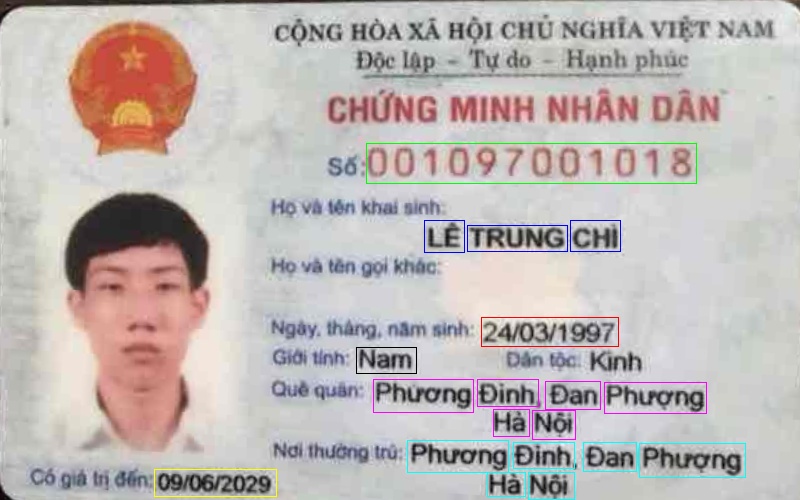 CỘNG HÒA XÃ HỘI CHỦ NGHĨA VIỆT NAM
Độc lập - Tự do - Hạnh phúc
CHỨNG MINH NHÂN DÂN
Số: 001097001018
Họ và tên khai sinh:
LÊ TRUNG CHÌ
Họ và tên gọi khác:
Ngày, tháng, năm sinh: 24/03/1997
Giới tính: Nam Dân tộc: Kinh
Quê quán: Phương Đình, Đan Phượng
Hà Nội
Nơi thường trú: Phương Đình, Đan Phượng
Hà Nội
Có giá trị đến: 09/06/2029